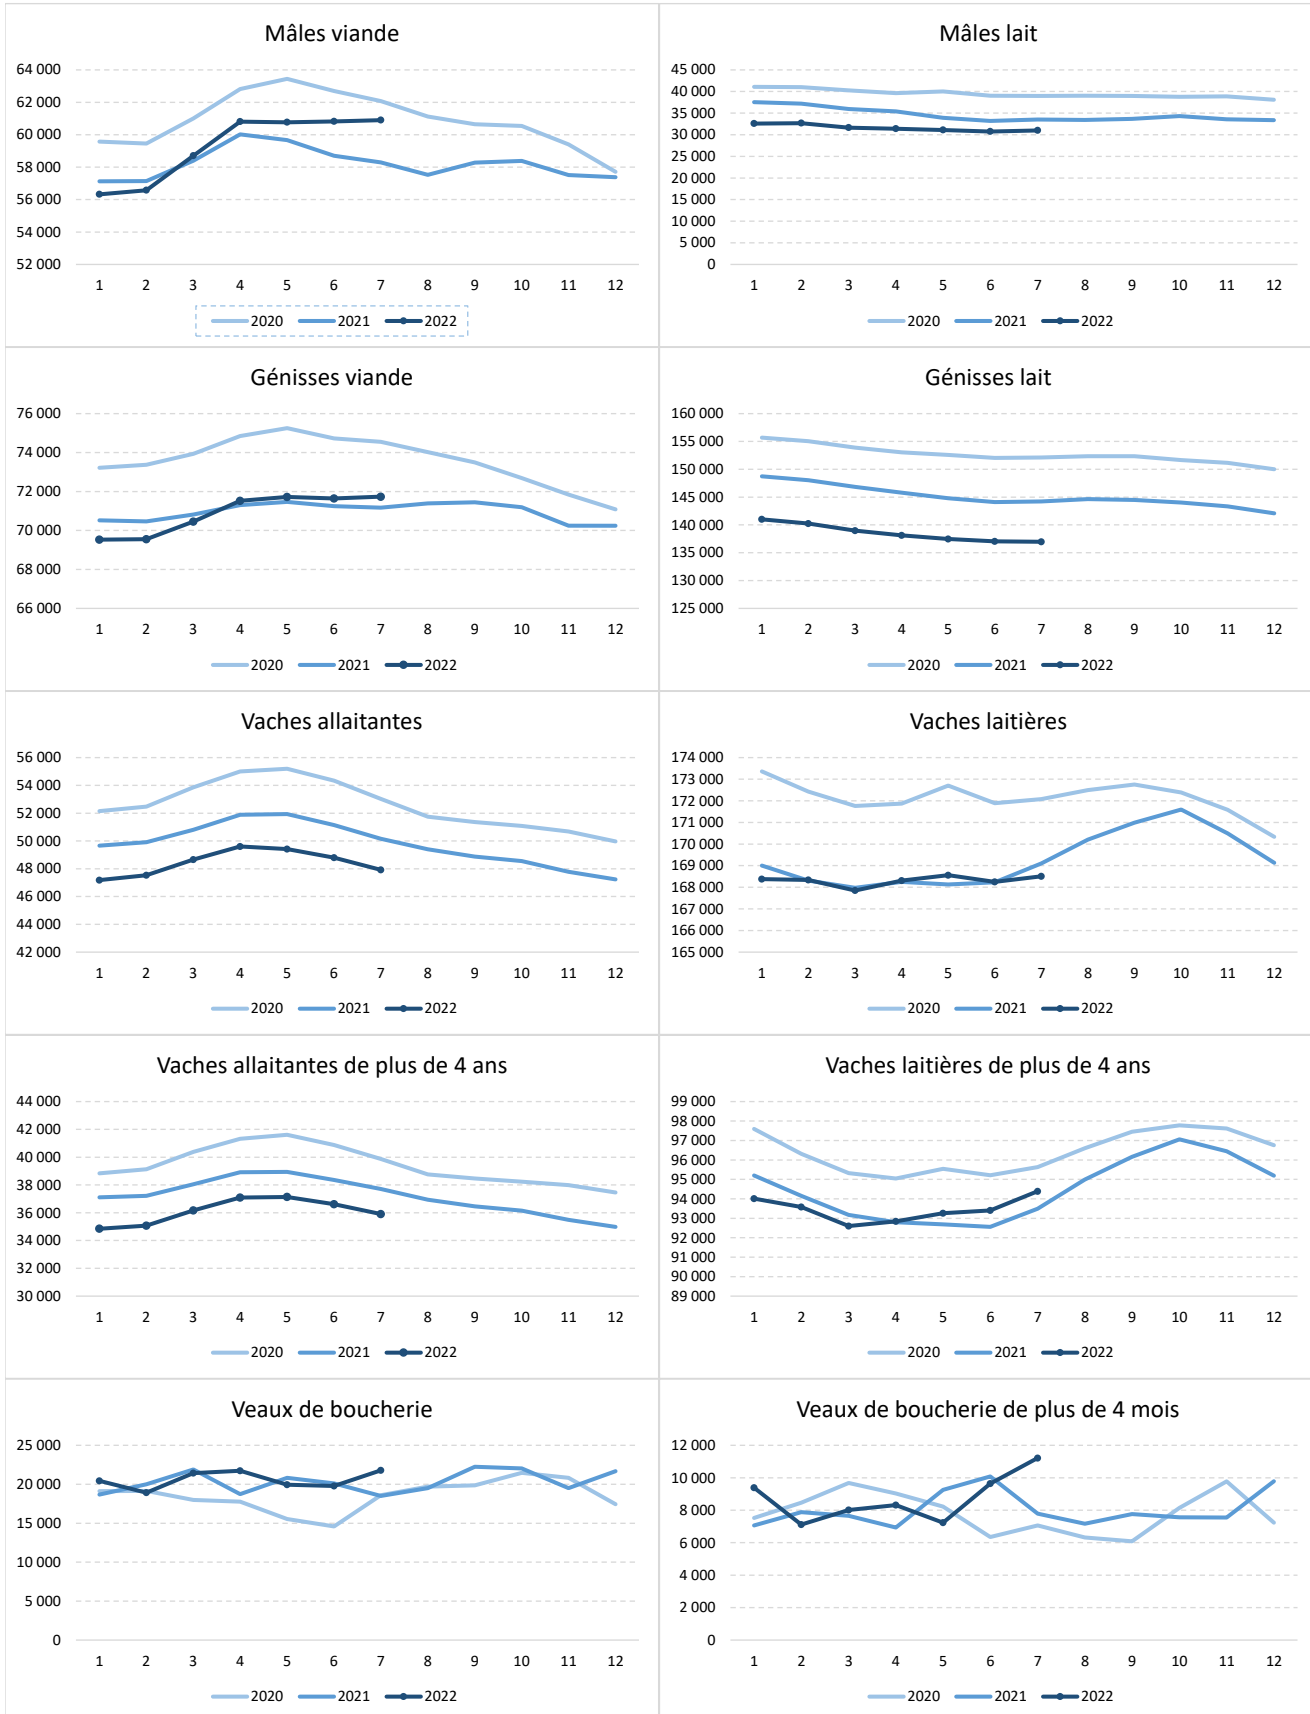 Mâles viande
64 000
62 000
60 000
58 000
56 000
54 000
52 000
1 2 3 4 5 6 7 8 9 10 11 12
2020 2021 2022
Mâles lait
45 000
40 000
35 000
30 000
25 000
20 000
15 000
10 000
5 000
0
1 2 3 4 5 6 7 8 9 10 11 12
2020 2021 2022
Génisses viande
76 000
74 000
72 000
70 000
68 000
66 000
1 2 3 4 5 6 7 8 9 10 11 12
2020 2021 2022
Génisses lait
160 000
155 000
150 000
145 000
140 000
135 000
130 000
125 000
1 2 3 4 5 6 7 8 9 10 11 12
2020 2021 2022
Vaches allaitantes
56 000
54 000
52 000
50 000
48 000
46 000
44 000
42 000
1 2 3 4 5 6 7 8 9 10 11 12
2020 2021 2022
Vaches laitières
174 000
173 000
172 000
171 000
170 000
169 000
168 000
167 000
166 000
165 000
1 2 3 4 5 6 7 8 9 10 11 12
2020 2021 2022
Vaches allaitantes de plus de 4 ans
44 000
42 000
40 000
38 000
36 000
34 000
32 000
30 000
1 2 3 4 5 6 7 8 9 10 11 12
2020 2021 2022
Vaches laitières de plus de 4 ans
99 000
98 000
97 000
96 000
95 000
94 000
93 000
92 000
91 000
90 000
89 000
1 2 3 4 5 6 7 8 9 10 11 12
2020 2021 2022
Veaux de boucherie
25 000
20 000
15 000
10 000
5 000
0
1 2 3 4 5 6 7 8 9 10 11 12
2020 2021 2022
Veaux de boucherie de plus de 4 mois
12 000
10 000
8 000
6 000
4 000
2 000
0
1 2 3 4 5 6 7 8 9 10 11 12
2020 2021 2022